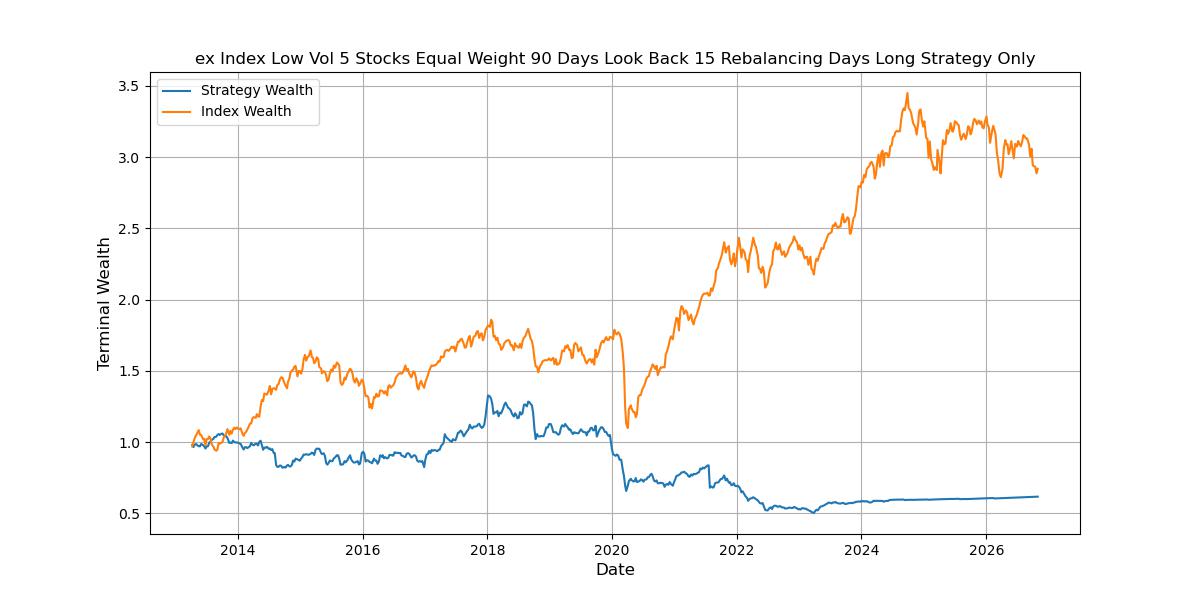 ex Index Low Vol 5 Stocks Equal Weight 90 Days Look Back 15 Rebalancing Days Long Strategy Only
Strategy Wealth
Index Wealth
Terminal Wealth
3.5
3.0
2.5
2.0
1.5
1.0
0.5
2014 2016 2018 2020 2022 2024 2026
Date